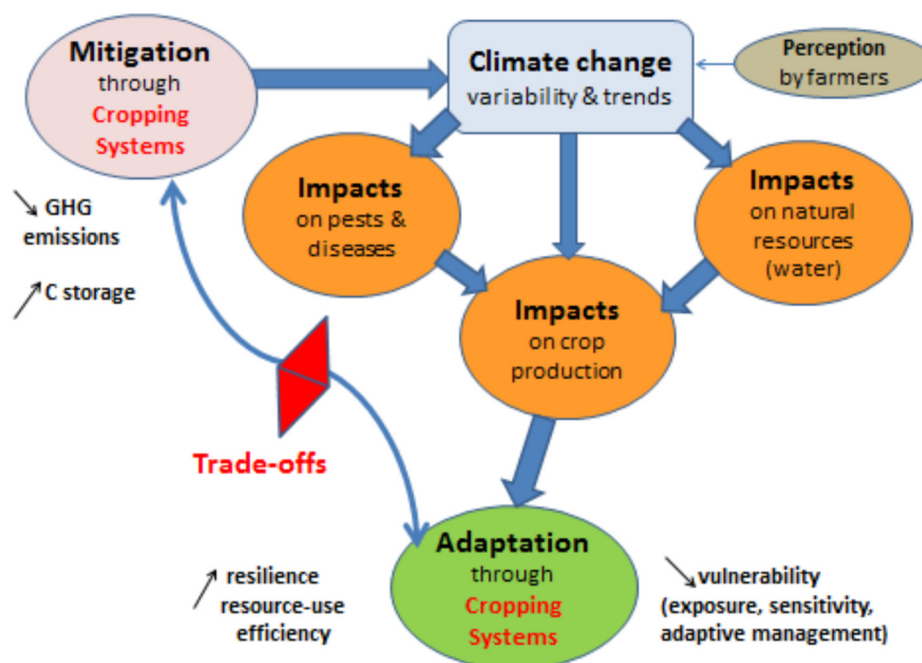 Mitigation
through
Cropping
Systems
Climate change
variability & trends
Perception
by farmers
GHG
emissions
C storage
Impacts
on pests &
diseases
Impacts
on natural
resources
(water)
Impacts
on crop
production
Trade-offs
Adaptation
through
Cropping
Systems
resilience
resource-use
efficiency
vulnerability
(exposure, sensitivity,
adaptive management)